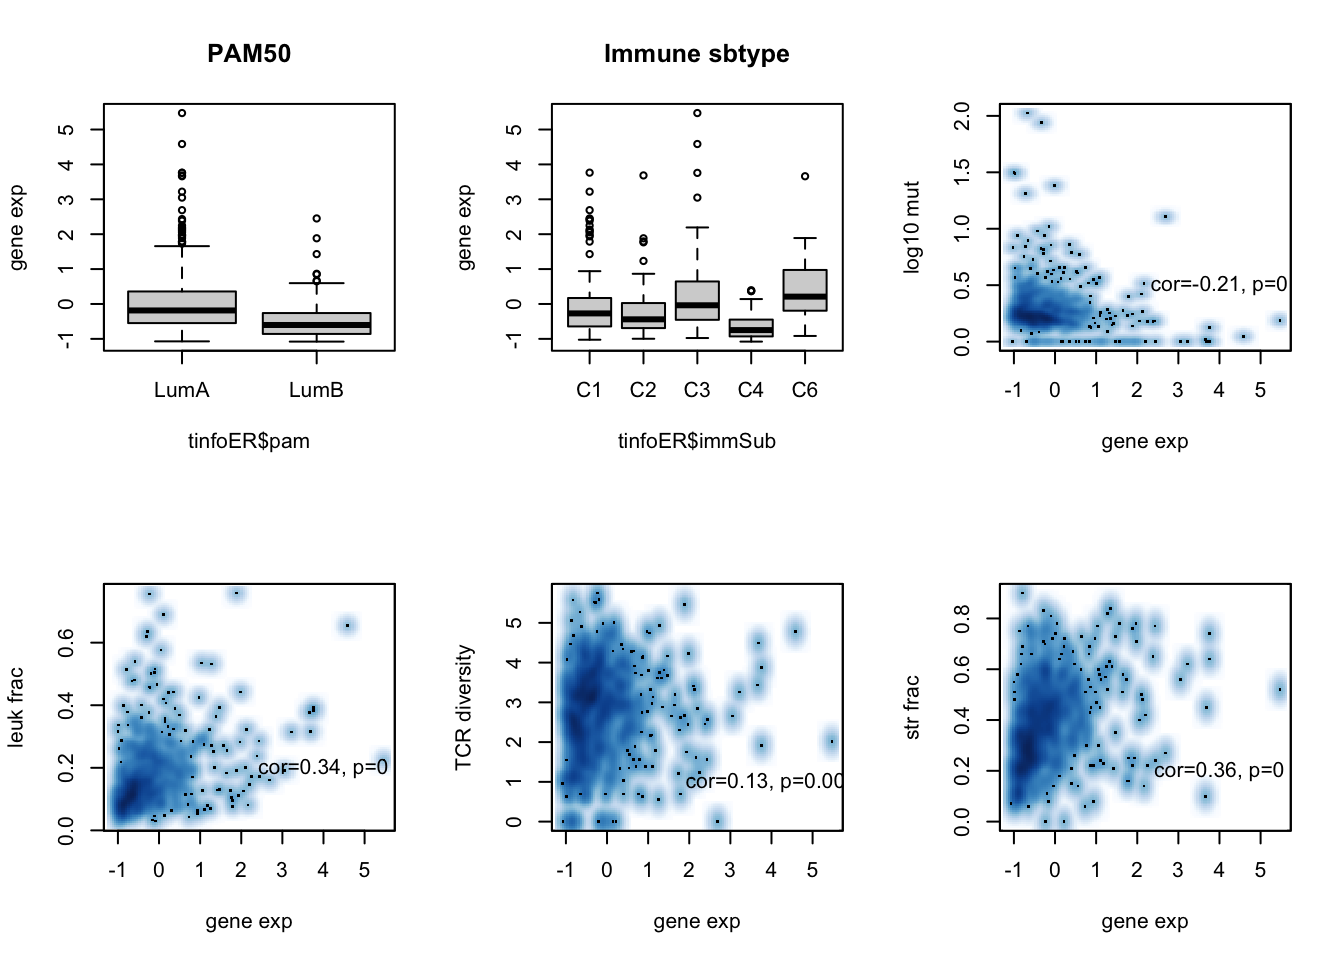 PAM50
gene exp
-1 0 1 2 3 4 5
LumA LumB
tinfoER$pam
Immune sbtype
gene exp
-1 0 1 2 3 4 5
C1 C2 C3 C4 C6
tinfoER$immSub
log10 mut
0.0 0.5 1.0 1.5 2.0
cor=-0.21, p=0
-1 0 1 2 3 4 5
gene exp
leuk frac
0.0 0.2 0.4 0.6
cor=0.34, p=0
-1 0 1 2 3 4 5
gene exp
TCR diversity
0 1 2 3 4 5
cor=0.13, p=0.00
-1 0 1 2 3 4 5
gene exp
str frac
0.0 0.2 0.4 0.6 0.8
cor=0.36, p=0
-1 0 1 2 3 4 5
gene exp